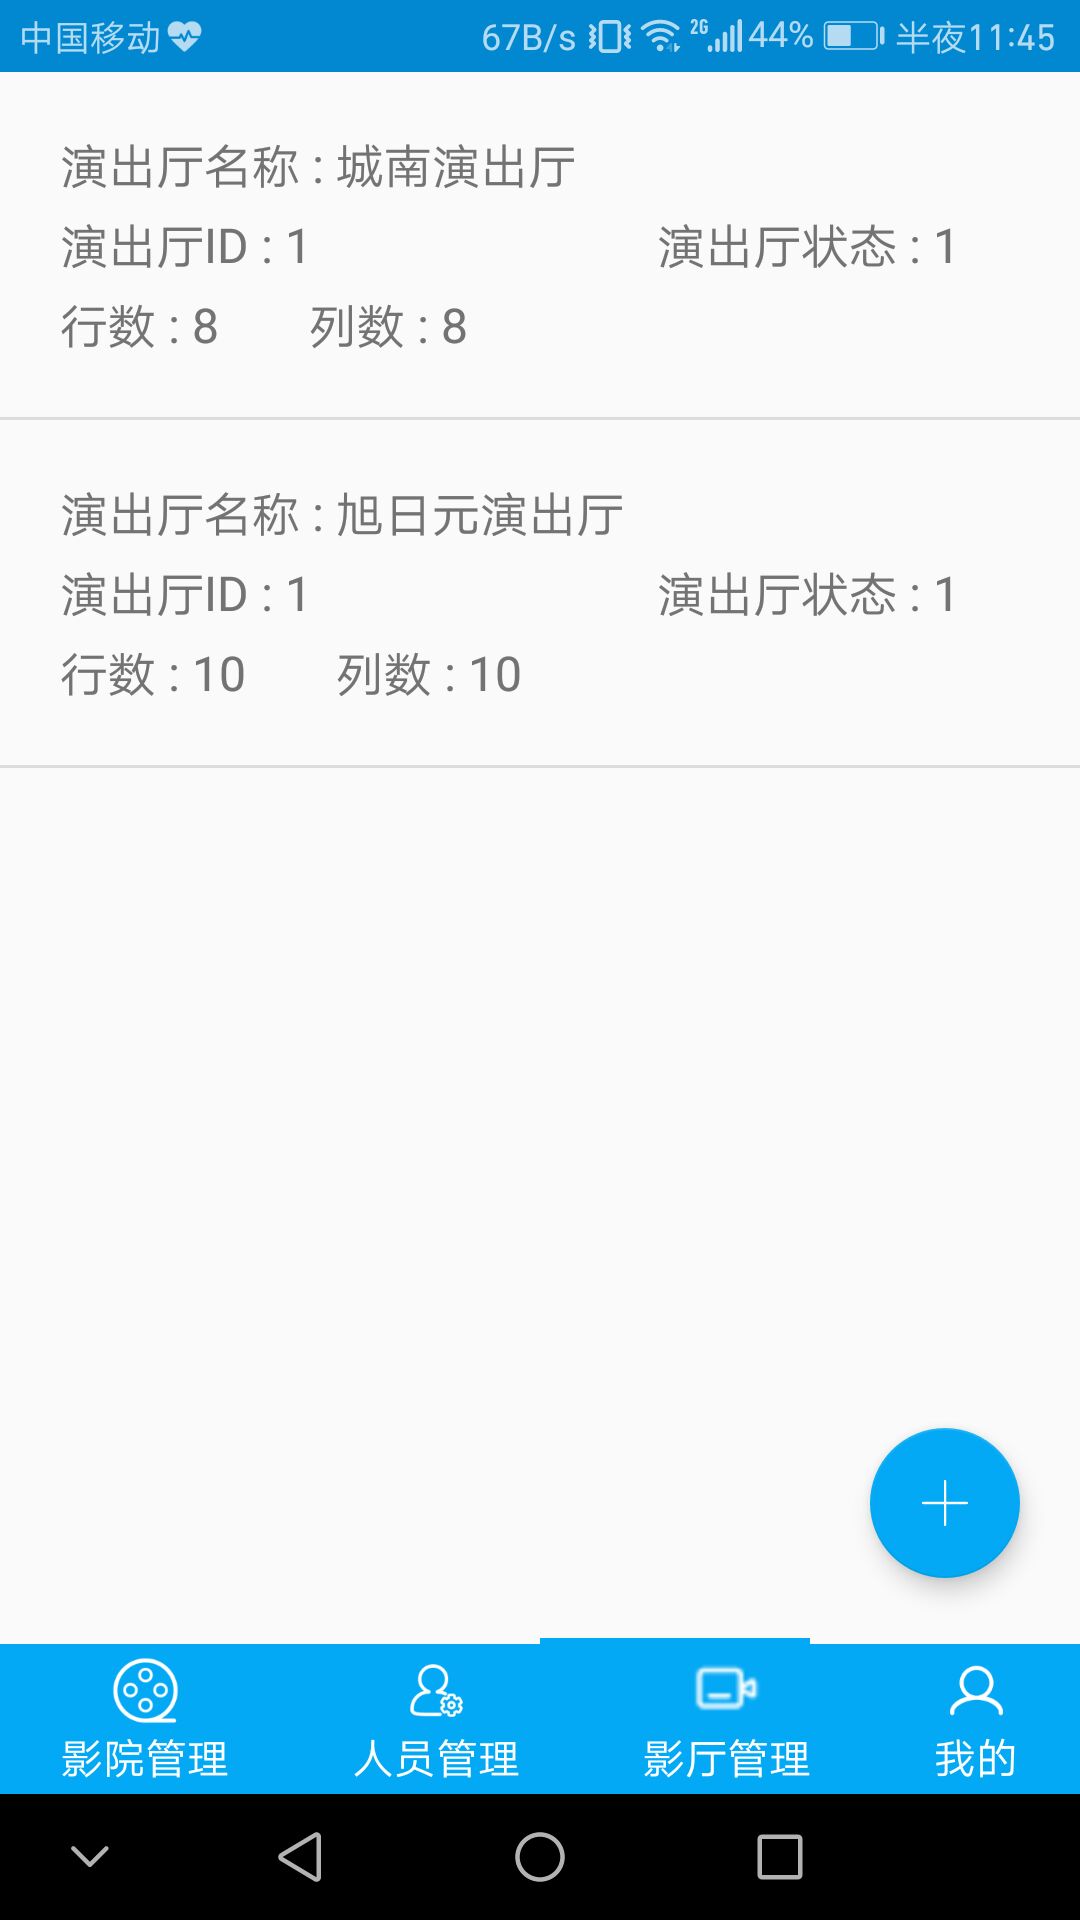 中国移动 67B/s 2G 44% 半夜11:45
演出厅名称 : 城南演出厅
演出厅ID : 1 演出厅状态 : 1
行数 : 8 列数 : 8
演出厅名称 : 旭日元演出厅
演出厅ID : 1 演出厅状态 : 1
行数 : 10 列数 : 10
影院管理 人员管理 影厅管理 我的